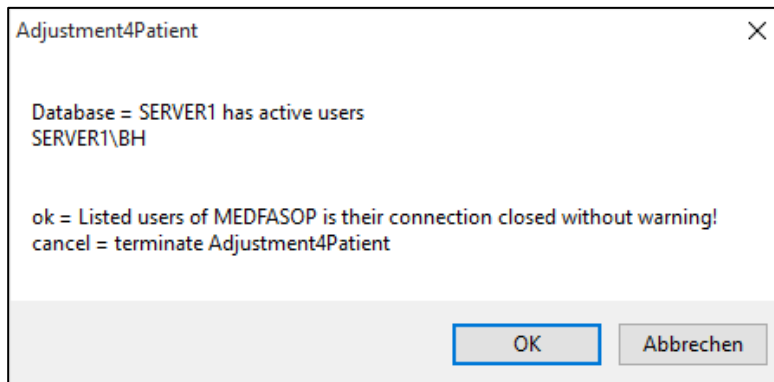 Adjustment4Patient
Database = SERVER1 has active users
SERVER1\BH
ok = Listed users of MEDFASOP is their connection closed without warning!
cancel = terminate Adjustment4Patient
OK
Abbrechen